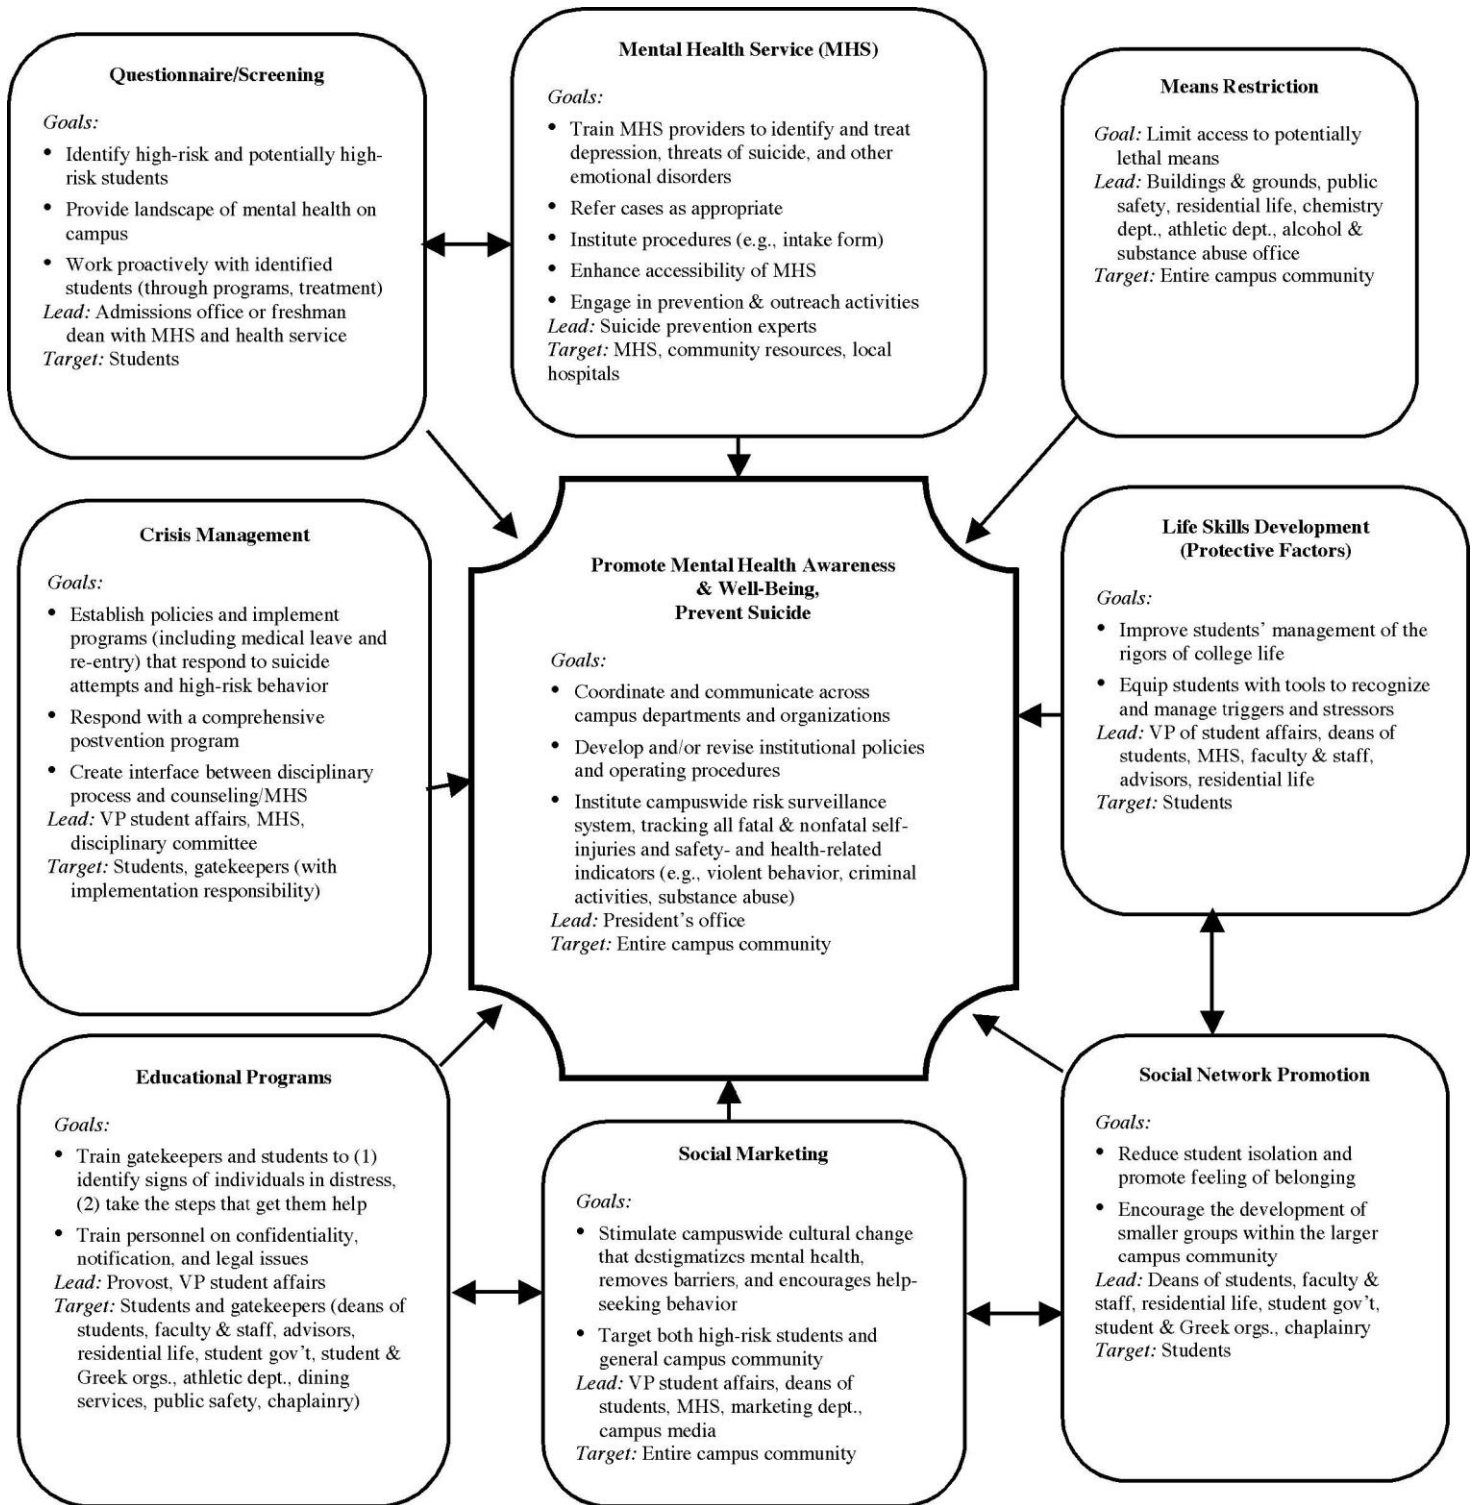 Questionnaire/Screening
Goals:
• Identify high-risk and potentially high-
risk students
• Provide landscape of mental health on
campus
• Work proactively with identified
students (through programs, treatment)
Lead: Admissions office or freshman
dean with MHS and health service
Target: Students
Mental Health Service (MHS)
Goals:
• Train MHS providers to identify and treat
depression, threats of suicide, and other
emotional disorders
• Refer cases as appropriate
• Institute procedures (e.g., intake form)
• Enhance accessibility of MHS
• Engage in prevention & outreach activities
Lead: Suicide prevention experts
Target: MHS, community resources, local
hospitals
Means Restriction
Goal: Limit access to potentially
lethal means
Lead: Buildings & grounds, public
safety, residential life, chemistry
dept., athletic dept., alcohol &
substance abuse office
Target: Entire campus community
Crisis Management
Goals:
• Establish policies and implement
programs (including medical leave and
re-entry) that respond to suicide
attempts and high-risk behavior
• Respond with a comprehensive
postvention program
• Create interface between disciplinary
process and counseling/MHS
Lead: VP student affairs, MHS,
disciplinary committee
Target: Students, gatekeepers (with
implementation responsibility)
Promote Mental Health Awareness
& Well-Being,
Prevent Suicide
Goals:
• Coordinate and communicate across
campus departments and organizations
• Develop and/or revise institutional policies
and operating procedures
• Institute campuswide risk surveillance
system, tracking all fatal & nonfatal self-
injuries and safety- and health-related
indicators (e.g., violent behavior, criminal
activities, substance abuse)
Lead: President's office
Target: Entire campus community
Life Skills Development
(Protective Factors)
Goals:
• Improve students' management of the
rigors of college life
• Equip students with tools to recognize
and manage triggers and stressors
Lead: VP of student affairs, deans of
students, MHS, faculty & staff,
advisors, residential life
Target: Students
Educational Programs
Goals:
• Train gatekeepers and students to (1)
identify signs of individuals in distress,
(2) take the steps that get them help
• Train personnel on confidentiality,
notification, and legal issues
Lead: Provost, VP student affairs
Target: Students and gatekeepers (deans of
students, faculty & staff, advisors,
residential life, student gov't, student &
Greek orgs., athletic dept., dining
services, public safety, chaplainry)
Social Marketing
Goals:
• Stimulate campuswide cultural change
that destigmatizes mental health,
removes barriers, and encourages help-
seeking behavior
• Target both high-risk students and
general campus community
Lead: VP student affairs, deans of
students, MHS, marketing dept.,
campus media
Target: Entire campus community
Social Network Promotion
Goals:
• Reduce student isolation and
promote feeling of belonging
• Encourage the development of
smaller groups within the larger
campus community
Lead: Deans of students, faculty &
staff, residential life, student gov't,
student & Greek orgs., chaplainry
Target: Students